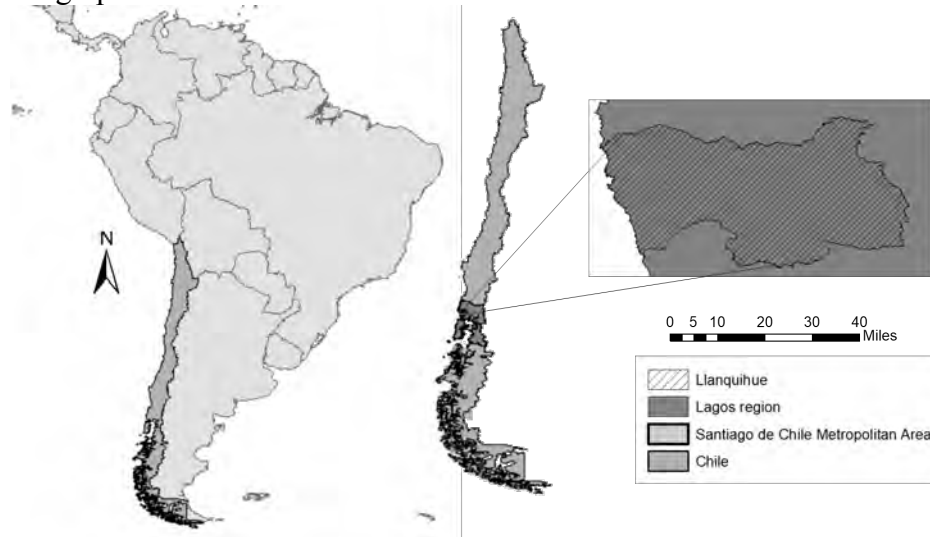 N
0 5 10 20 30 40
Miles
Llanquihue
Lagos region
Santiago de Chile Metropolitan Area
Chile